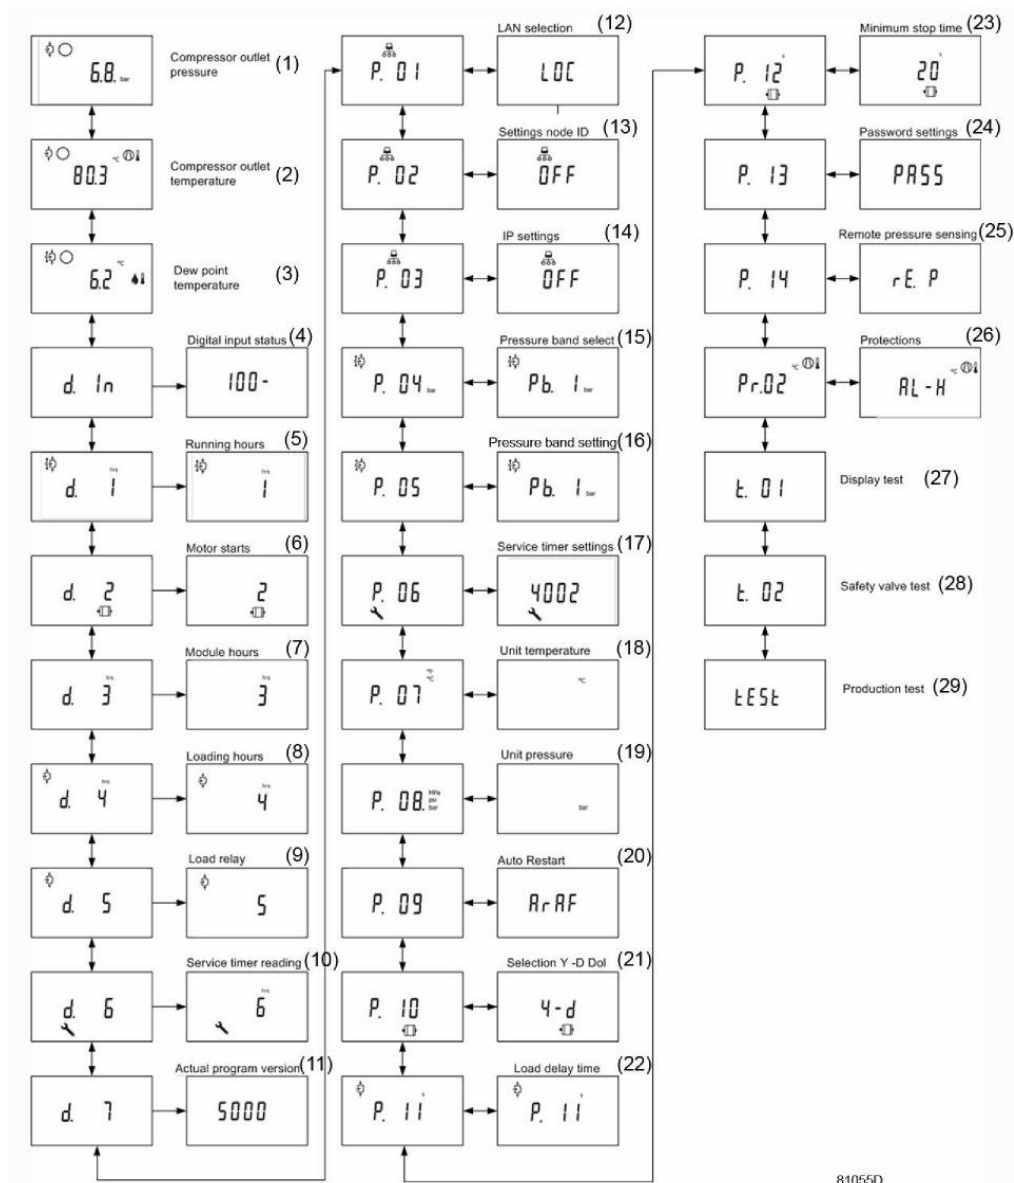 Compressor outlet
pressure
(1)
6.8. bar
Compressor outlet
temperature
(2)
80.3 °C
Dew point
temperature
(3)
6.2 °C
Digital input status (4)
d. In
100-
Running hours
(5)
d. 1 hrs
1 hrs
Motor starts
(6)
d. 2
2
Module hours
(7)
d. 3 hrs
3 hrs
Loading hours
(8)
d. 4 hrs
4 hrs
Load relay
(9)
d. 5
5
Service timer reading (10)
d. 6
6 hrs
Actual program version (11)
d. 7
5000
LAN selection
(12)
P. 01
LOC
Settings node ID
(13)
P. 02
OFF
IP settings
(14)
P. 03
OFF
Pressure band select (15)
P. 04 bar
Pb. 1 bar
Pressure band setting
(16)
P. 05
Pb. 1 bar
Service timer settings (17)
P. 06
4002
Unit temperature
(18)
P. 07 °F °C
°C
Unit pressure
(19)
P. 08. MPa psi bar
bar
Auto Restart
(20)
P. 09
ArAF
Selection Y -D Dol
(21)
P. 10
Y-d
Load delay time
(22)
P. 11 s
P. 11 s
Minimum stop time (23)
P. 12 s
20 s
Password settings (24)
P. 13
PASS
Remote pressure sensing (25)
P. 14
rE. P
Protections
(26)
Pr.02 °C
AL-H °C
t. 01
Display test
(27)
t. 02
Safety valve test
(28)
tESt
Production test (29)
81055D